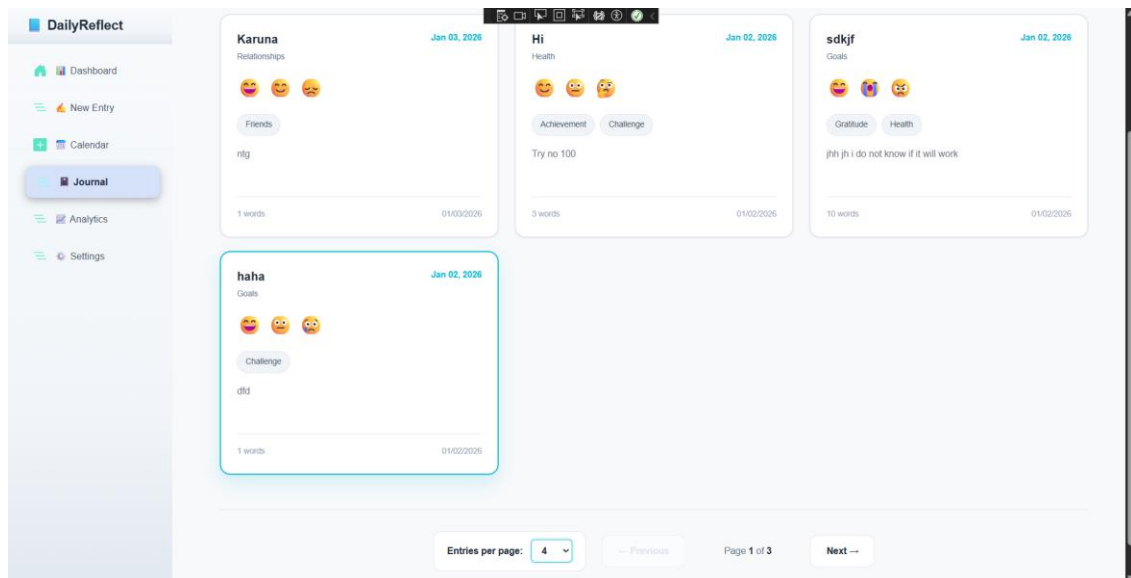 DailyReflect
Dashboard
New Entry
Calendar
Journal
Analytics
Settings
Karuna
Jan 03, 2026
Relationships
Friends
ntg
1 words
01/03/2026
Hi
Jan 02, 2026
Health
Achievement Challenge
Try no 100
3 words
01/02/2026
sdkjf
Jan 02, 2026
Goals
Gratitude Health
jhh jh i do not know if it will work
10 words
01/02/2026
haha
Jan 02, 2026
Goals
Challenge
dfd
1 words
01/02/2026
Entries per page: 4 ← Previous Page 1 of 3 Next →